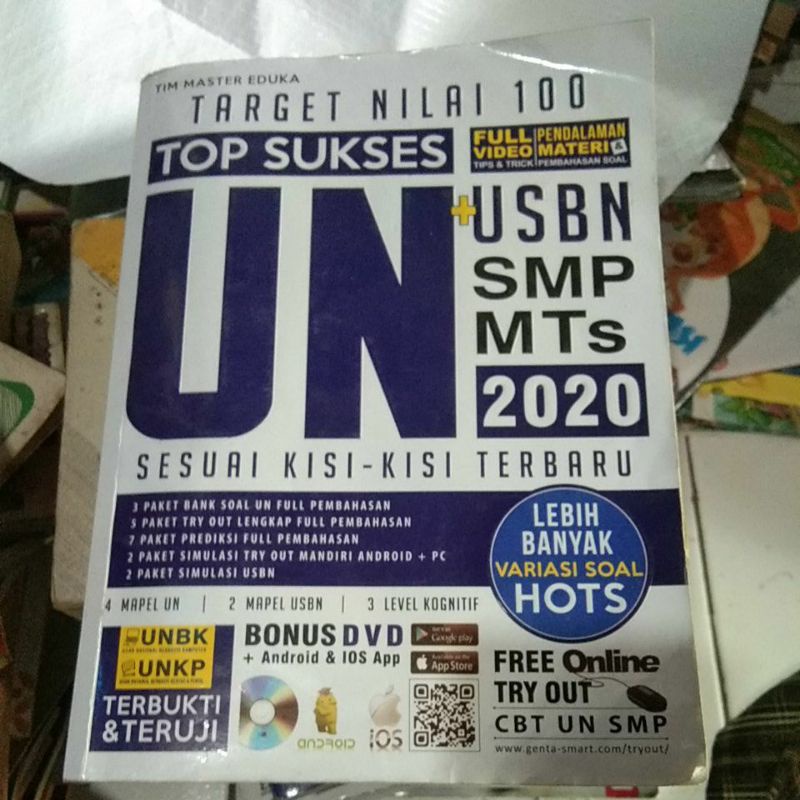 TIM MASTER EDUKA
TARGET NILAI 100
TOP SUKSES
FULL VIDEO
TIPS & TRICK
PENDALAMAN
MATERI &
PEMBAHASAN SOAL
UN
+USBN
SMP
MTs
2020
SESUAI KISI-KISI TERBARU
3 PAKET BANK SOAL UN FULL PEMBAHASAN
5 PAKET TRY OUT LENGKAP FULL PEMBAHASAN
7 PAKET PREDIKSI FULL PEMBAHASAN
2 PAKET SIMULASI TRY OUT MANDIRI ANDROID + PC
2 PAKET SIMULASI USBN
LEBIH
BANYAK
VARIASI SOAL
HOTS
4 MAPEL UN | 2 MAPEL USBN | 3 LEVEL KOGNITIF
UNBK
UJIAN NASIONAL BERBASIS KOMPUTER
UNKP
TERBUKTI
&TERUJI
BONUS DVD
+ Android & IOS App
Google play
App Store
ANDROID
iOS
FREE Online
TRY OUT
CBT UN SMP
www.genta-smart.com/tryout/